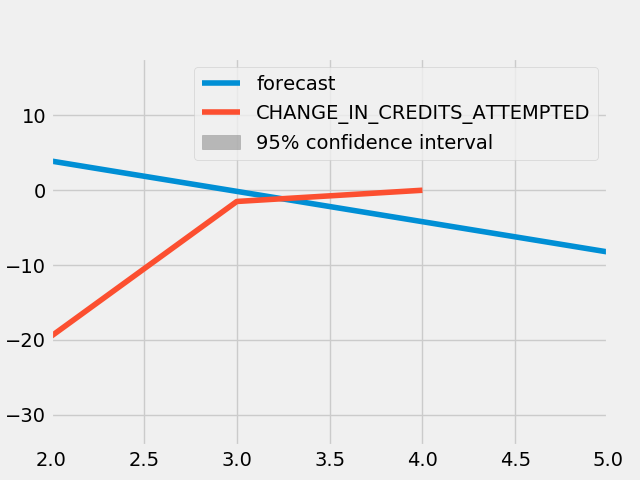 forecast
CHANGE_IN_CREDITS_ATTEMPTED
95% confidence interval
10
0
−10
−20
−30
2.0 2.5 3.0 3.5 4.0 4.5 5.0